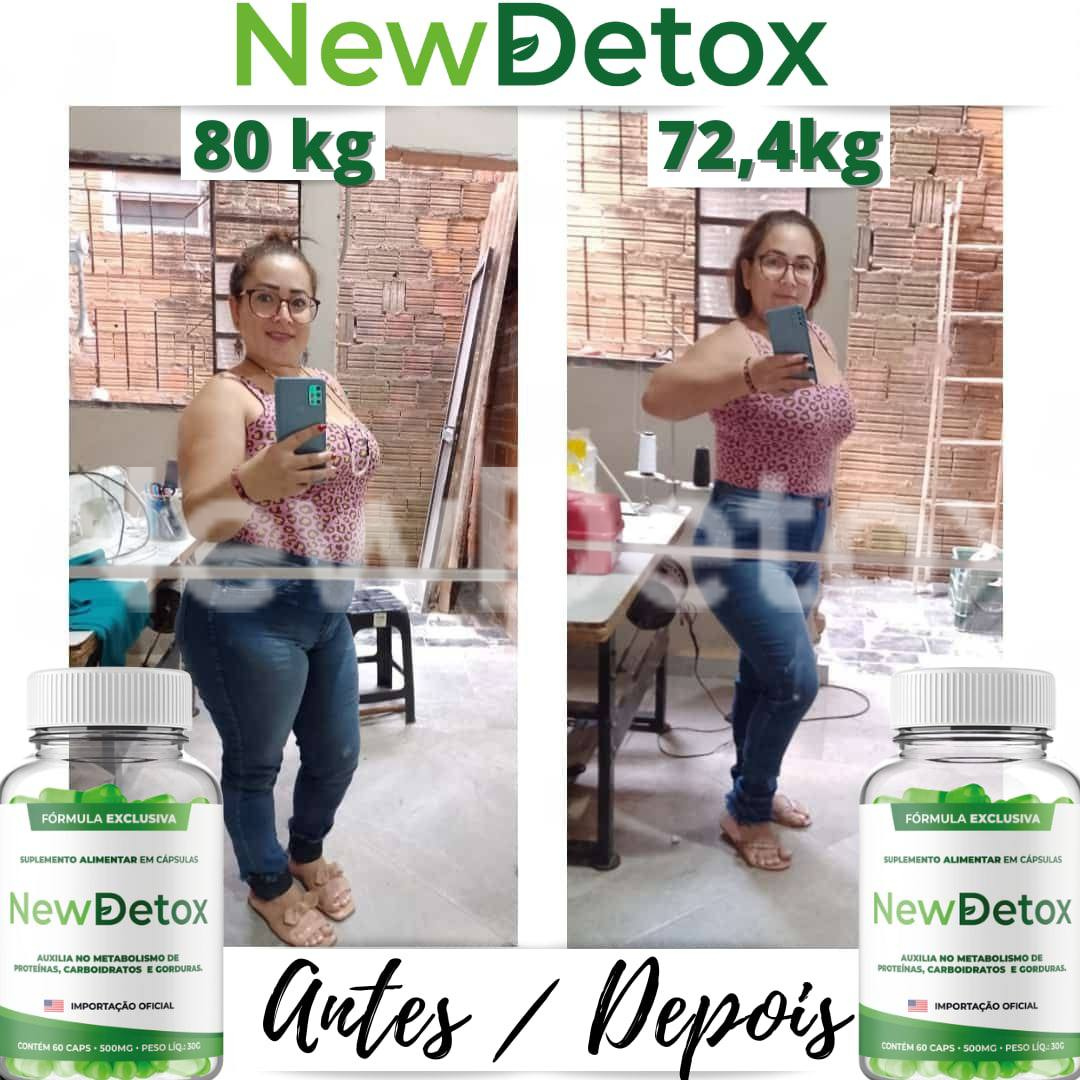 NewDetox
80 kg
72,4kg
FÓRMULA EXCLUSIVA
SUPLEMENTO ALIMENTAR EM CÁPSULAS
NewDetox
AUXILIA NO METABOLISMO DE
PROTEÍNAS, CARBOIDRATOS E GORDURAS.
IMPORTAÇÃO OFICIAL
CONTÉM 60 CAPS • 500MG • PESO LÍQ.: 30G
FÓRMULA EXCLUSIVA
SUPLEMENTO ALIMENTAR EM CÁPSULAS
NewDetox
AUXILIA NO METABOLISMO DE
PROTEÍNAS, CARBOIDRATOS E GORDURAS.
IMPORTAÇÃO OFICIAL
CONTÉM 60 CAPS • 500MG • PESO LÍQ.: 30G
Antes / Depois